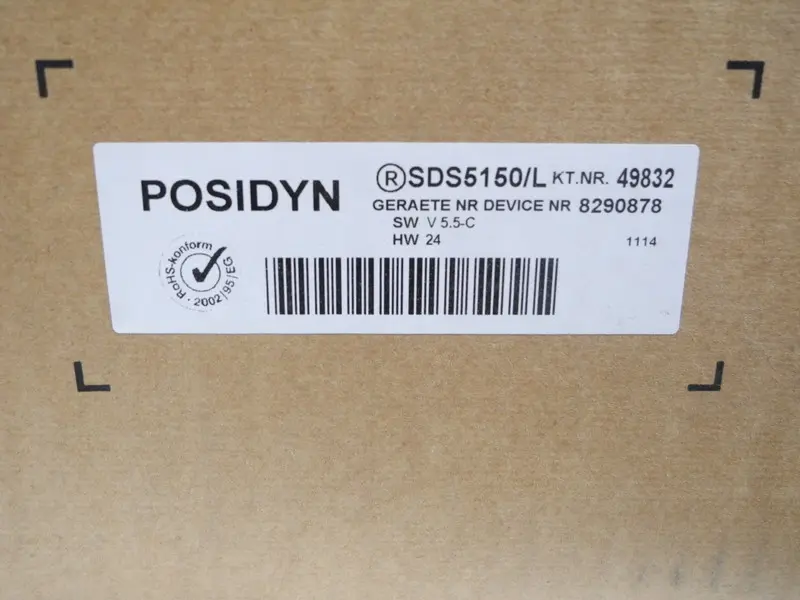 POSIDYN ®SDS5150/L KT.NR. 49832
GERAETE NR DEVICE NR 8290878
SW V 5.5-C
HW 24 1114
RoHS-konform
· 2002/95/EG